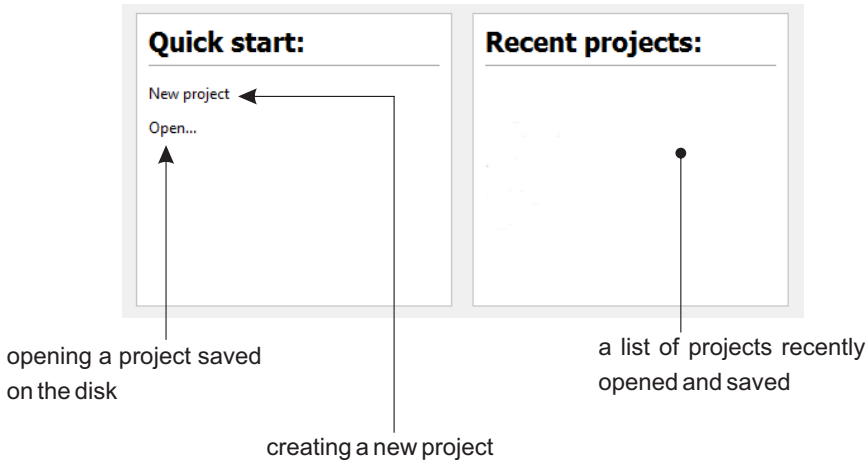 Quick start:
Recent projects:
New project
Open...
opening a project saved
on the disk
a list of projects recently
opened and saved
creating a new project